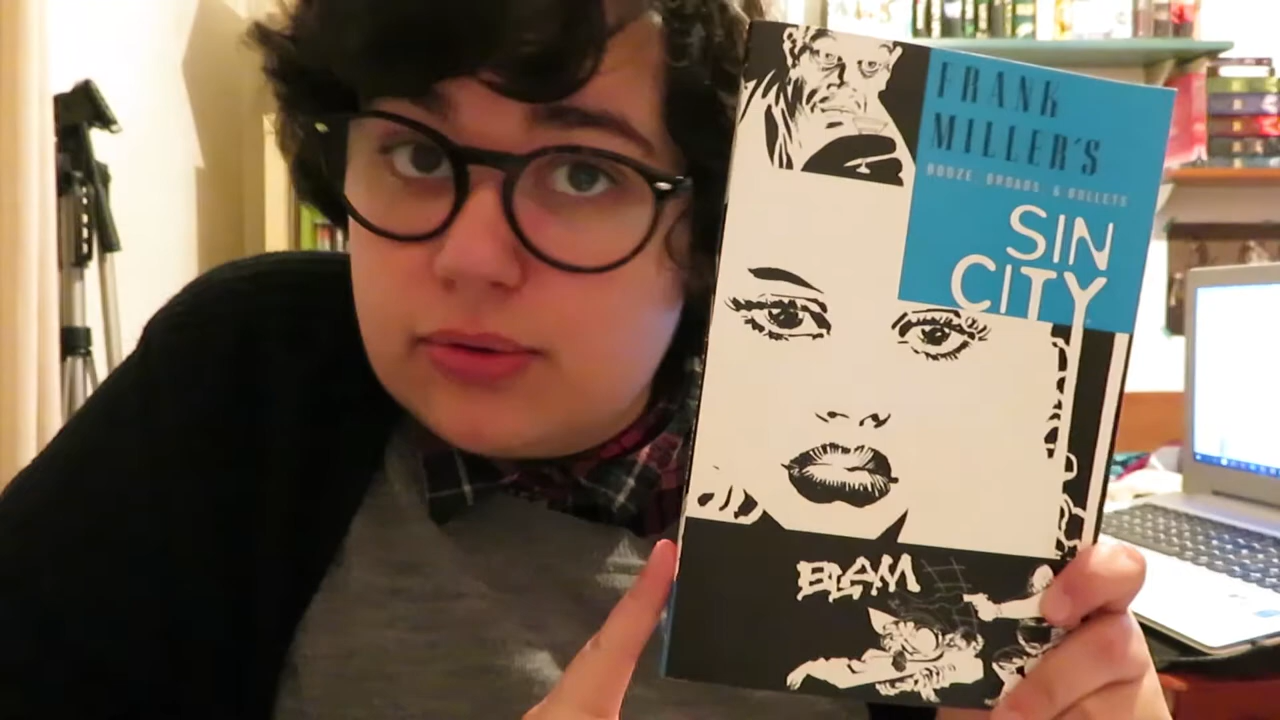 FRANK
MILLER'S
BOOZE, BROADS, & BULLETS
SIN
CITY
BLAM